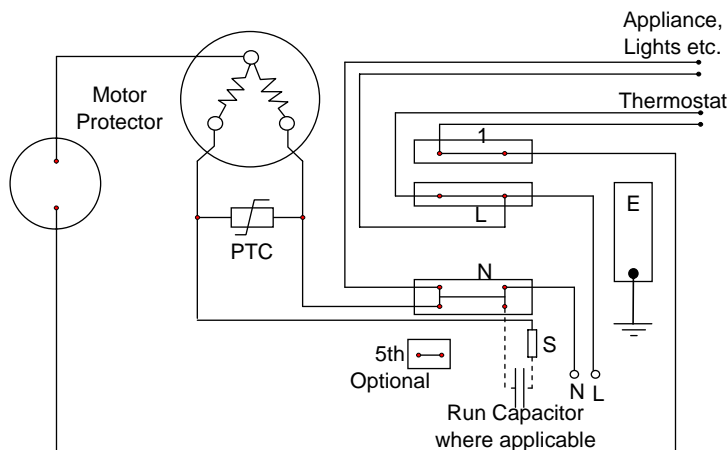 Appliance,
Lights etc.
Motor
Protector
Thermostat
1
L
E
PTC
N
S
5th
Optional
N L
Run Capacitor
where applicable